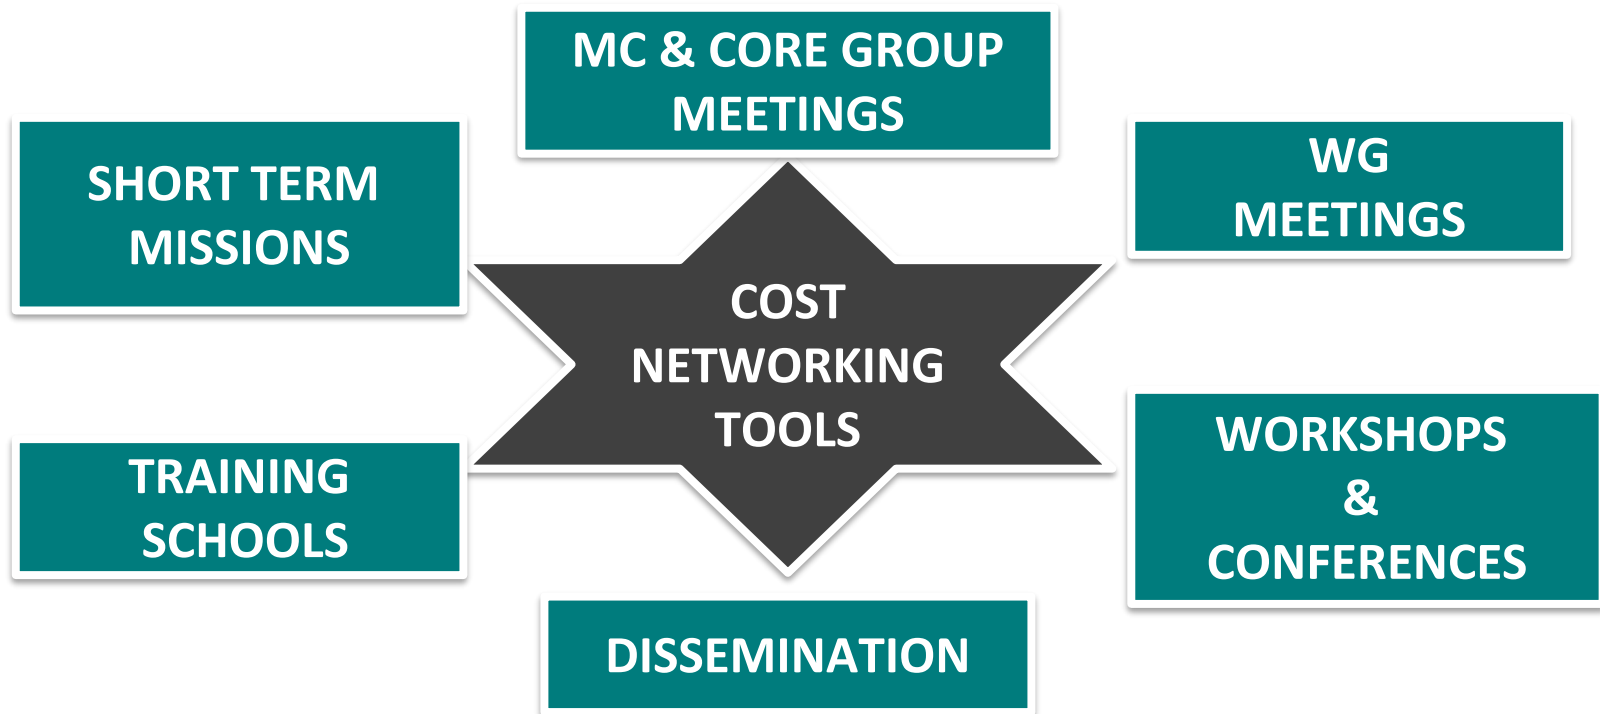 MC & CORE GROUP
MEETINGS
SHORT TERM
MISSIONS
WG
MEETINGS
COST
NETWORKING
TOOLS
TRAINING
SCHOOLS
WORKSHOPS
&
CONFERENCES
DISSEMINATION